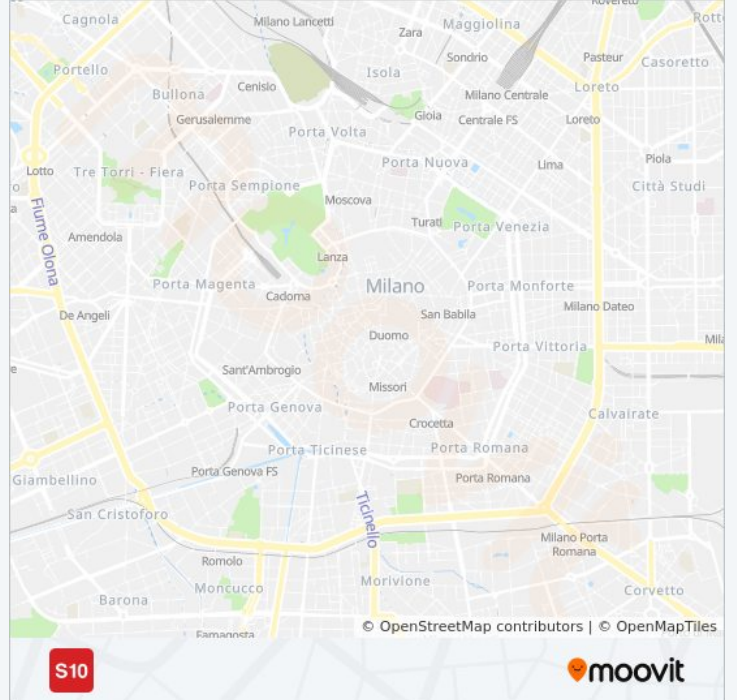 Rovereto
Cagnola
Milano Lancetti
Maggiolina
Rott
Zara
Sondrio
Pasteur
Casoretto
Portello
Isola
Bullona
Cenisio
Milano Centrale
Loreto
Gerusalemme
Gioia
Centrale FS
Loreto
Porta Volta
Lotto
Tre Torri - Fiera
Porta Nuova
Lima
Piola
o
Porta Sempione
Città Studi
a
Moscova
Fiume Olona
Turati
Porta Venezia
Amendola
Lanza
Porta Magenta
Cadorna
Milano
Porta Monforte
De Angeli
San Babila
Milano Dateo
Duomo
Porta Vittoria
Mila
e
Sant'Ambrogio
Missori
Porta Genova
Crocetta
Calvairate
Porta Ticinese
Porta Romana
Giambellino
Porta Genova FS
Porta Romana
San Cristoforo
Ticinello
Milano Porta
Romana
Romolo
Moncucco
Morivione
Corvetto
Barona
Famagosta
© OpenStreetMap contributors | © OpenMapTiles
S10
moovit